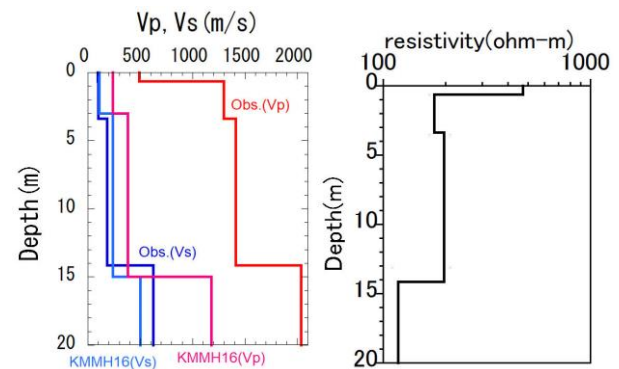 Vp, Vs(m/s)
0 500 1000 1500 2000
0
5
10
15
20
Depth(m)
Obs.(Vp)
Obs.(Vs)
KMMH16(Vs)
KMMH16(Vp)
resistivity(ohm-m)
100 1000
0
5
10
15
20
Depth(m)